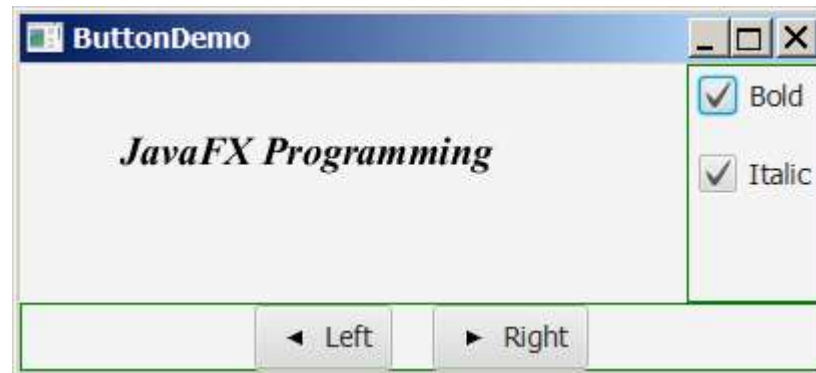 ButtonDemo
Bold
JavaFX Programming
Italic
Left
Right